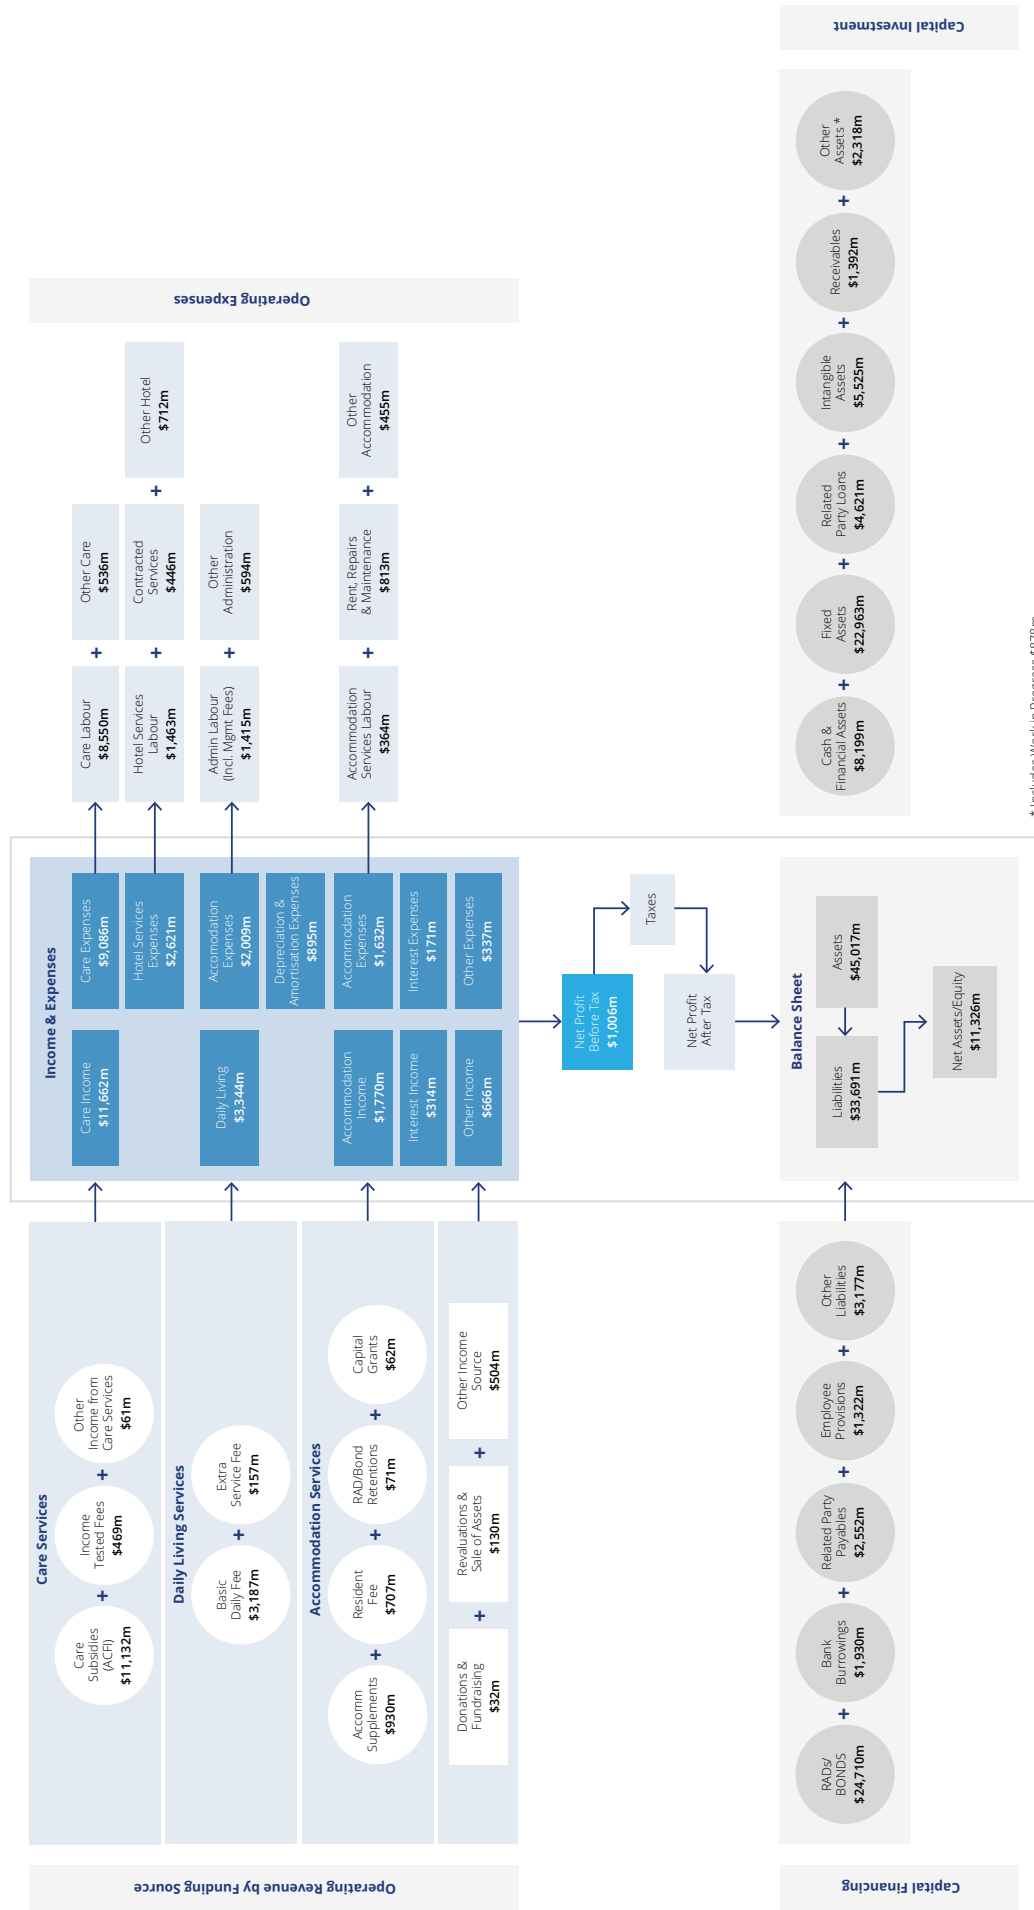 Operating Revenue by Funding Source
Care Services
Care
Subsidies
(ACFI)
$11,132m
+
Income
Tested Fees
$469m
+
Other
Income from
Care Services
$61m
Daily Living Services
Basic
Daily Fee
$3,187m
+
Extra
Service Fee
$157m
Accommodation Services
Accomm
Supplements
$930m
+
Resident
Fee
$707m
+
RAD/Bond
Retentions
$71m
+
Capital
Grants
$62m
Donations &
Fundraising
$32m
+
Revaluations &
Sale of Assets
$130m
+
Other Income
Source
$504m
Income & Expenses
Care Income
$11,662m
Care Expenses
$9,086m
Hotel Services
Expenses
$2,621m
Daily Living
$3,344m
Accomodation
Expenses
$2,009m
Depreciation &
Amortisation Expenses
$895m
Accommodation
Income
$1,770m
Accommodation
Expenses
$1,632m
Interest Income
$314m
Interest Expenses
$171m
Other Income
$666m
Other Expenses
$337m
Operating Expenses
Care Labour
$8,550m
+
Other Care
$536m
Hotel Services
Labour
$1,463m
+
Contracted
Services
$446m
+
Other Hotel
$712m
Admin Labour
(Incl. Mgmt Fees)
$1,415m
+
Other
Administration
$594m
Accommodation
Services Labour
$364m
+
Rent, Repairs
& Maintenance
$813m
+
Other
Accommodation
$455m
Net Profit
Before Tax
$1,006m
Taxes
Net Profit
After Tax
Capital Financing
RADs/
BONDS
$24,710m
+
Bank
Burrowings
$1,930m
+
Related Party
Payables
$2,552m
+
Employee
Provisions
$1,322m
+
Other
Liabilities
$3,177m
Balance Sheet
Liabilities
$33,691m
Assets
$45,017m
Net Assets/Equity
$11,326m
Capital Investment
Cash &
Financial Assets
$8,199m
+
Fixed
Assets
$22,963m
+
Related
Party Loans
$4,621m
+
Intangible
Assets
$5,525m
+
Receivables
$1,392m
+
Other
Assets *
$2,318m
* Includes Work in Progress $878m